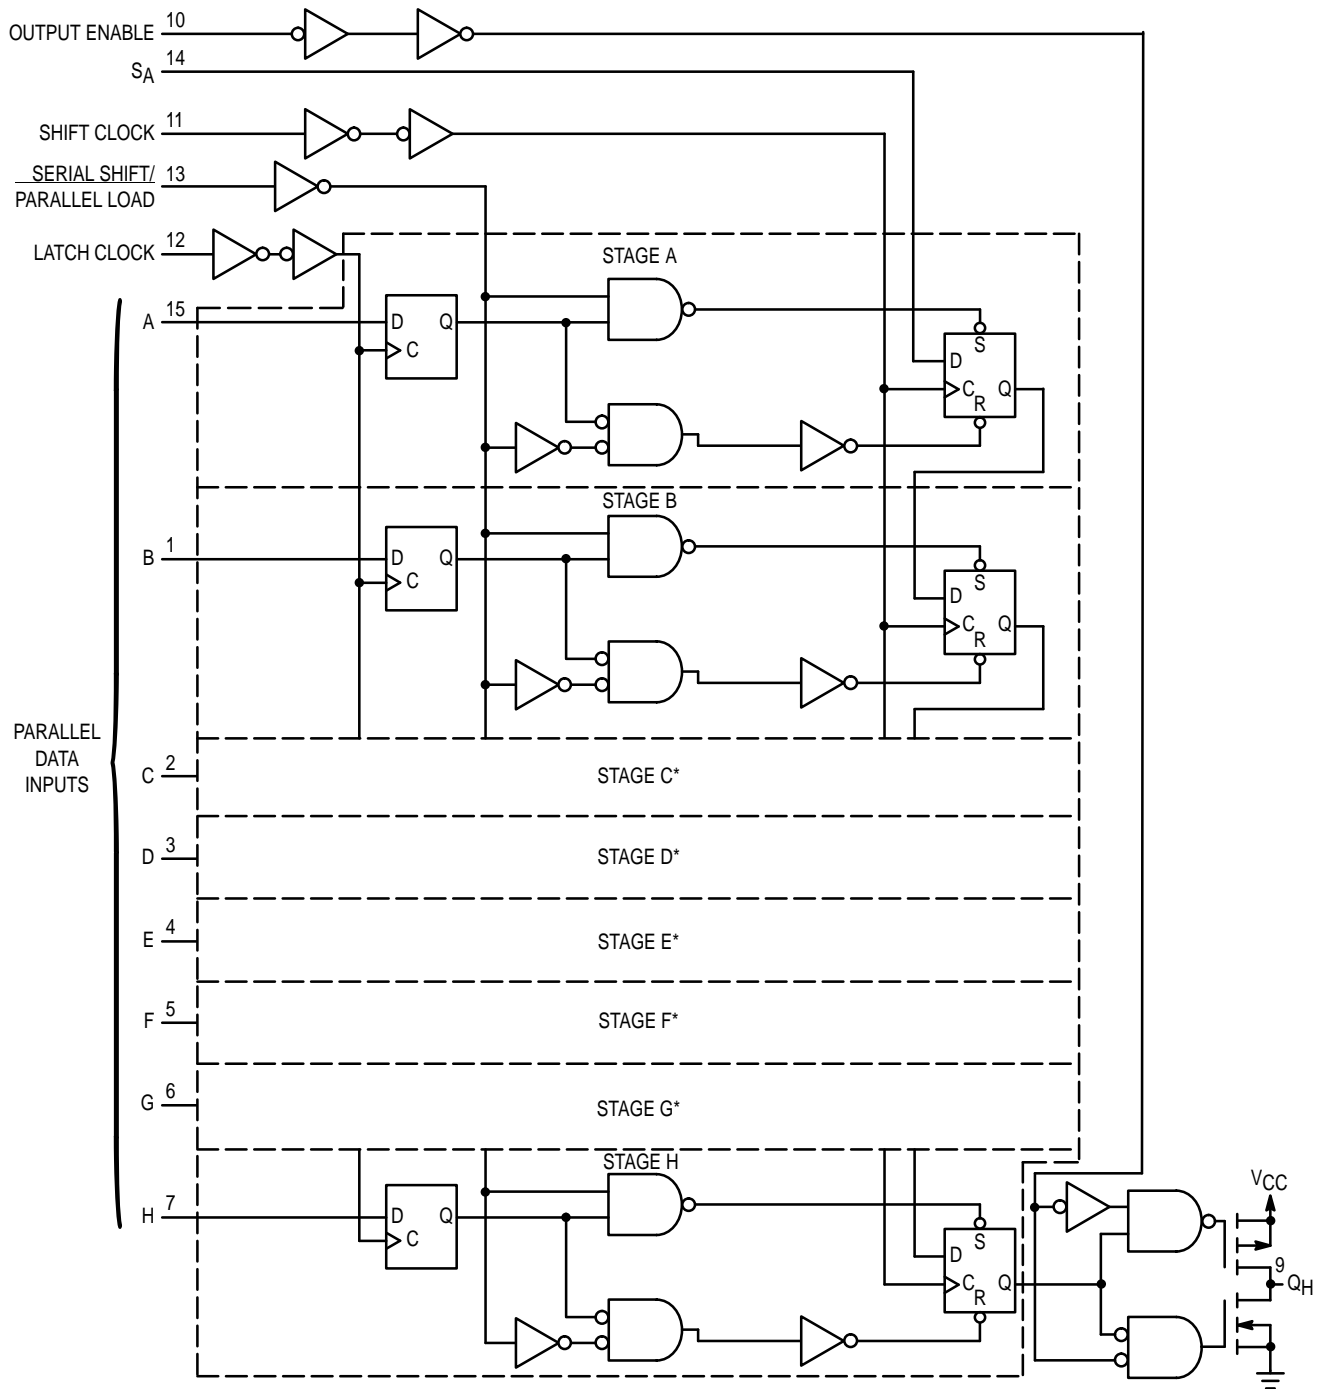 OUTPUT ENABLE 10
SA 14
SHIFT CLOCK 11
SERIAL SHIFT/ 13
PARALLEL LOAD
LATCH CLOCK 12
STAGE A
A 15
D Q
C
S
D
C Q
R
STAGE B
B 1
D Q
C
S
D
C Q
R
PARALLEL
DATA
INPUTS
C 2
STAGE C*
D 3
STAGE D*
E 4
STAGE E*
F 5
STAGE F*
G 6
STAGE G*
STAGE H
H 7
D Q
C
S
D
C Q
R
VCC
9
QH